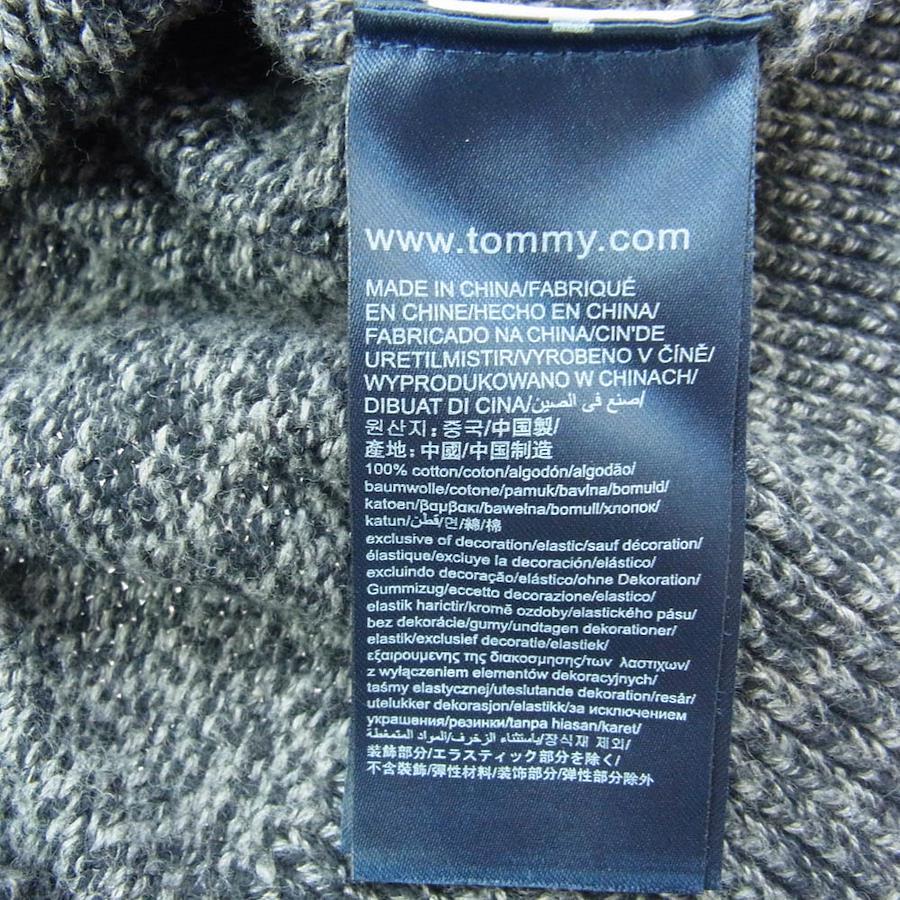 www.tommy.com
MADE IN CHINA/FABRIQUÉ
EN CHINE/HECHO EN CHINA/
FABRICADO NA CHINA/CIN'DE
URETILMISTIR/VYROBENO V ČÍNĚ/
WYPRODUKOWANO W CHINACH/
DIBUAT DI CINA/صنع في الصين/
원산지: 중국/中国製/
產地: 中國/中国制造
100% cotton/coton/algodón/algodão/
baumwolle/cotone/pamuk/bavlna/bomuld/
katoen/βαμβακι/bawełna/bomull/хлопок/
katun/قطن/면/綿/棉
exclusive of decoration/elastic/sauf décoration/
élastique/excluye la decoración/elástico/
excluindo decoração/elástico/ohne Dekoration/
Gummizug/eccetto decorazione/elastico/
elastik harictir/kromě ozdoby/elastického pásu/
bez dekorácie/gumy/undtagen dekorationer/
elastik/exclusief decoratie/elastiek/
εξαιρουμενης της διακοσμησης/των λαστιχων/
z wyłączeniem elementów dekoracyjnych/
taśmy elastycznej/uteslutande dekoration/resår/
utelukker dekorasjon/elastikk/за исключением
украшения/резинки/tanpa hiasan/karet/
باستثناء الزخرف/المواد المتمغطة/장식재 제외/
装飾部分/エラスティック部分を除く/
不含裝飾/彈性材料/装饰部分/弹性部分除外